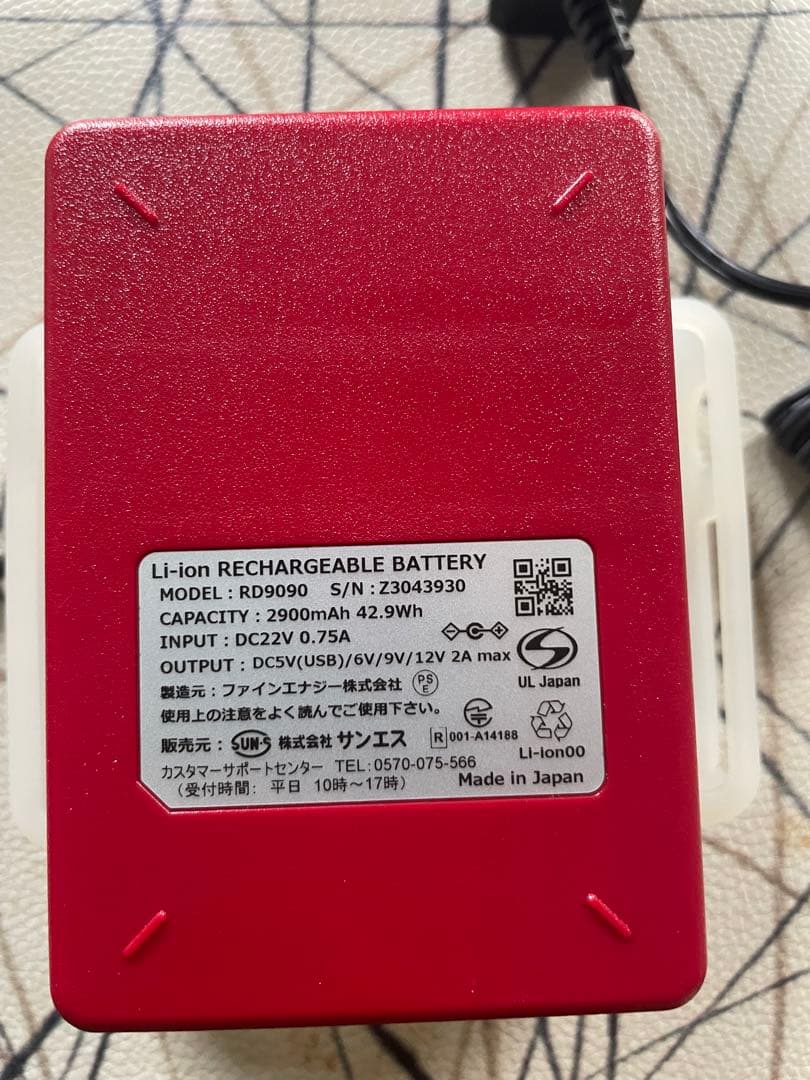 Li-ion RECHARGEABLE BATTERY
MODEL : RD9090 S/N : Z3043930
CAPACITY : 2900mAh 42.9Wh
INPUT : DC22V 0.75A
OUTPUT : DC5V(USB)/6V/9V/12V 2A max
UL Japan
製造元 : ファインエナジー株式会社 PSE
使用上の注意をよく読んでご使用下さい。
販売元 : SUN-S 株式会社 サンエス R 001-A14188
Li-ion00
カスタマーサポートセンター TEL:0570-075-566
(受付時間: 平日 10時~17時)
Made in Japan